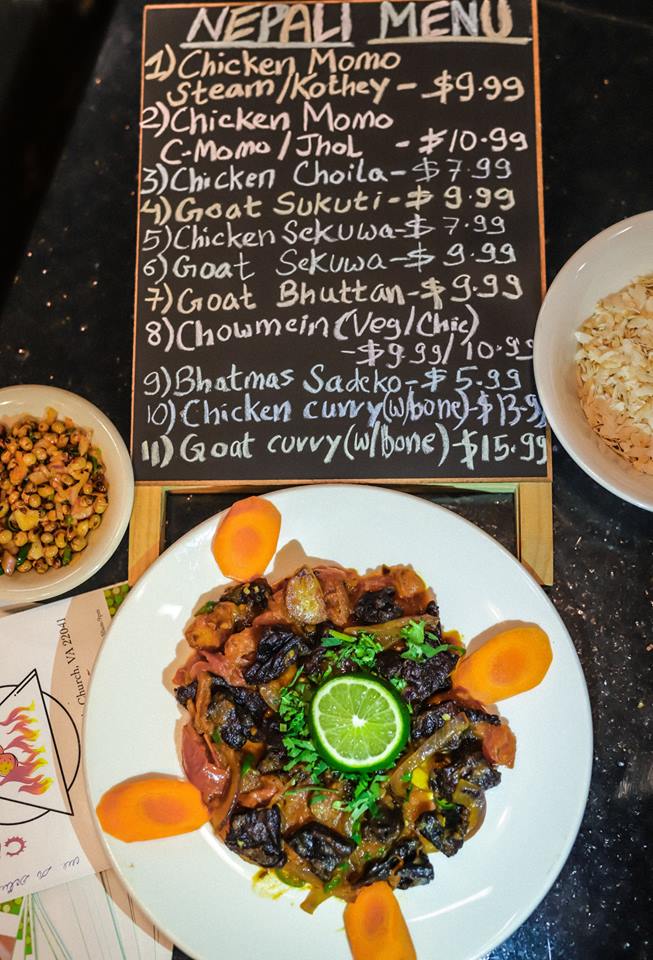 NEPALI MENU
1) Chicken Momo
Steam/Kothey - $9.99
2) Chicken Momo
C-Momo/Jhol - $10.99
3) Chicken Choila - $7.99
4) Goat Sukuti - $9.99
5) Chicken Sekuwa - $7.99
6) Goat Sekuwa - $9.99
7) Goat Bhuttan - $9.99
8) Chowmein (Veg/Chic)
- $9.99/10.99
9) Bhatmas Sadeko - $5.99
10) Chicken curry (w/bone) - $13.9
11) Goat curry (w/bone) - $15.99
Church, VA 22041